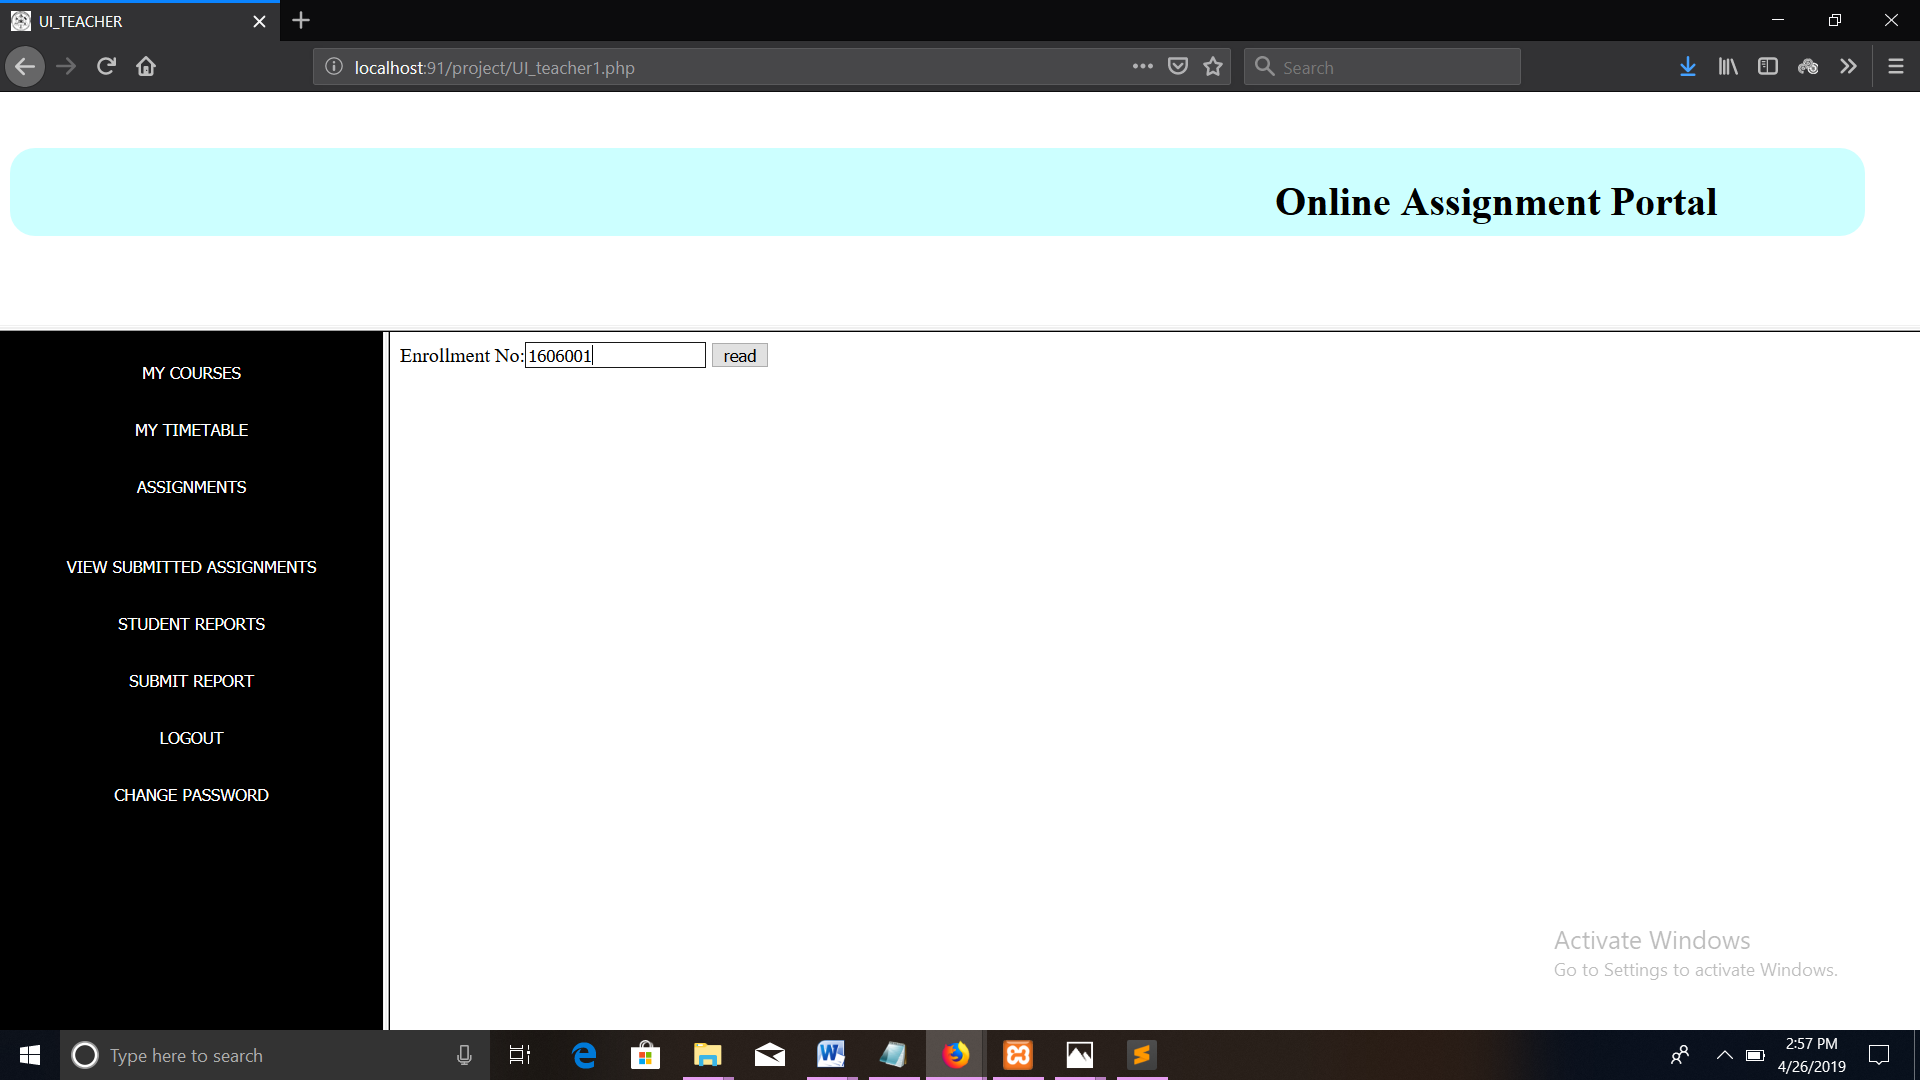 UI_TEACHER
localhost:91/project/UI_teacher1.php
Search
Online Assignment Portal
MY COURSES
MY TIMETABLE
ASSIGNMENTS
VIEW SUBMITTED ASSIGNMENTS
STUDENT REPORTS
SUBMIT REPORT
LOGOUT
CHANGE PASSWORD
Enrollment No: 1606001 read
Activate Windows
Go to Settings to activate Windows.
Type here to search
2:57 PM
4/26/2019